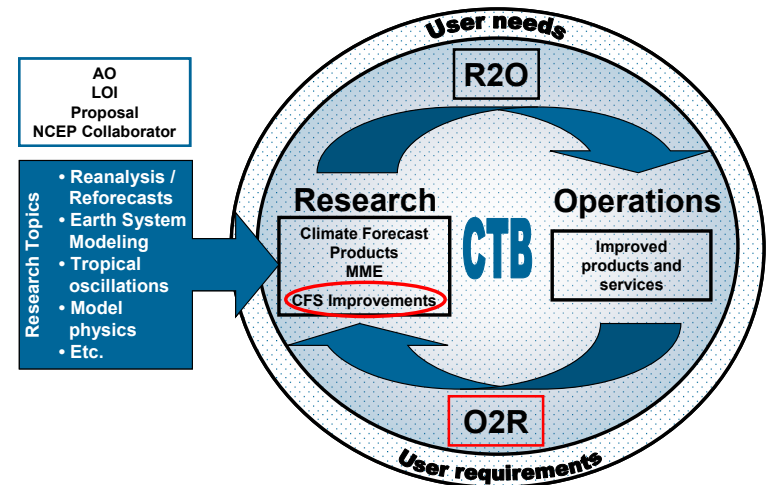 User needs
R2O
AO
LOI
Proposal
NCEP Collaborator
Research Topics
• Reanalysis /
Reforecasts
• Earth System
Modeling
• Tropical
oscillations
• Model
physics
• Etc.
Research
Climate Forecast
Products
MME
CFS Improvements
CTB
Operations
Improved
products and
services
O2R
User requirements